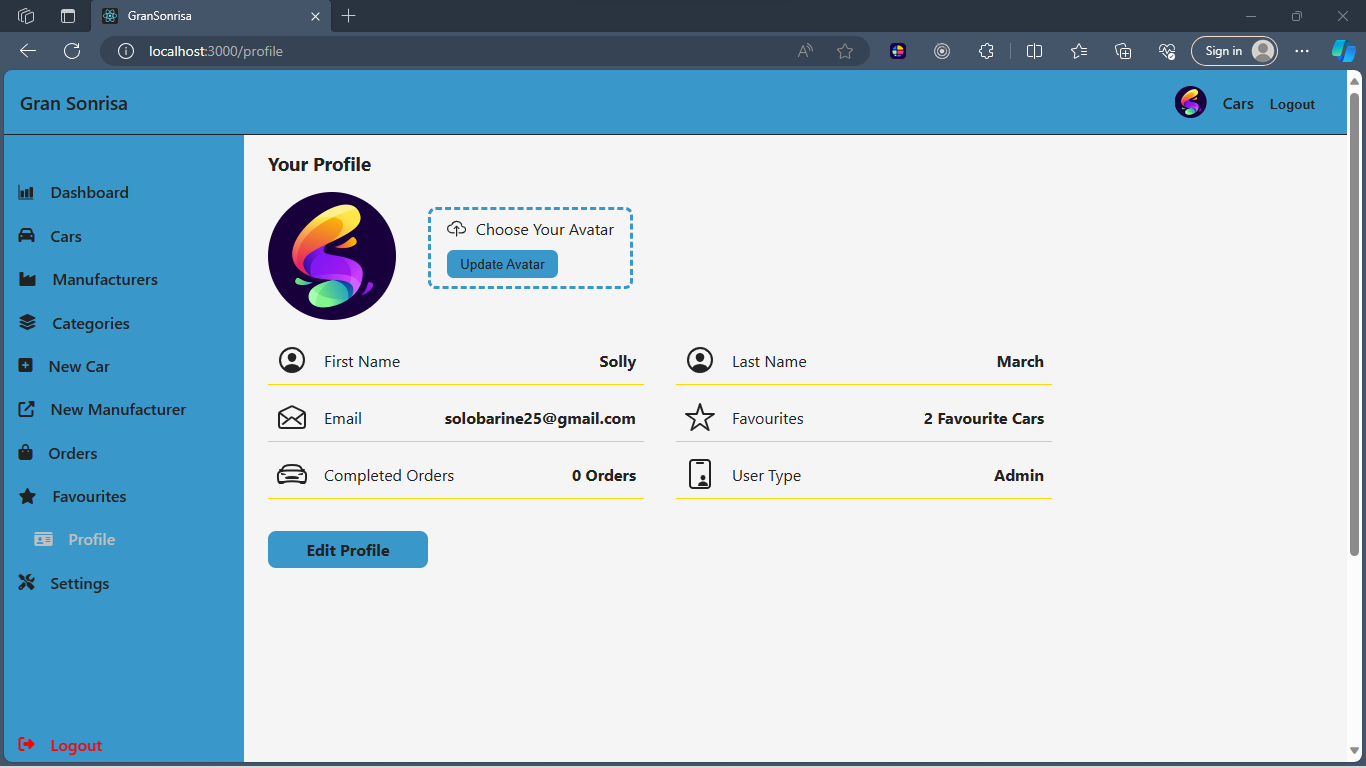 GranSonrisa
localhost:3000/profile
Sign in
Gran Sonrisa
Cars
Logout
Dashboard
Cars
Manufacturers
Categories
New Car
New Manufacturer
Orders
Favourites
Profile
Settings
Logout
Your Profile
Choose Your Avatar
Update Avatar
First Name Solly
Last Name March
Email solobarine25@gmail.com
Favourites 2 Favourite Cars
Completed Orders 0 Orders
User Type Admin
Edit Profile